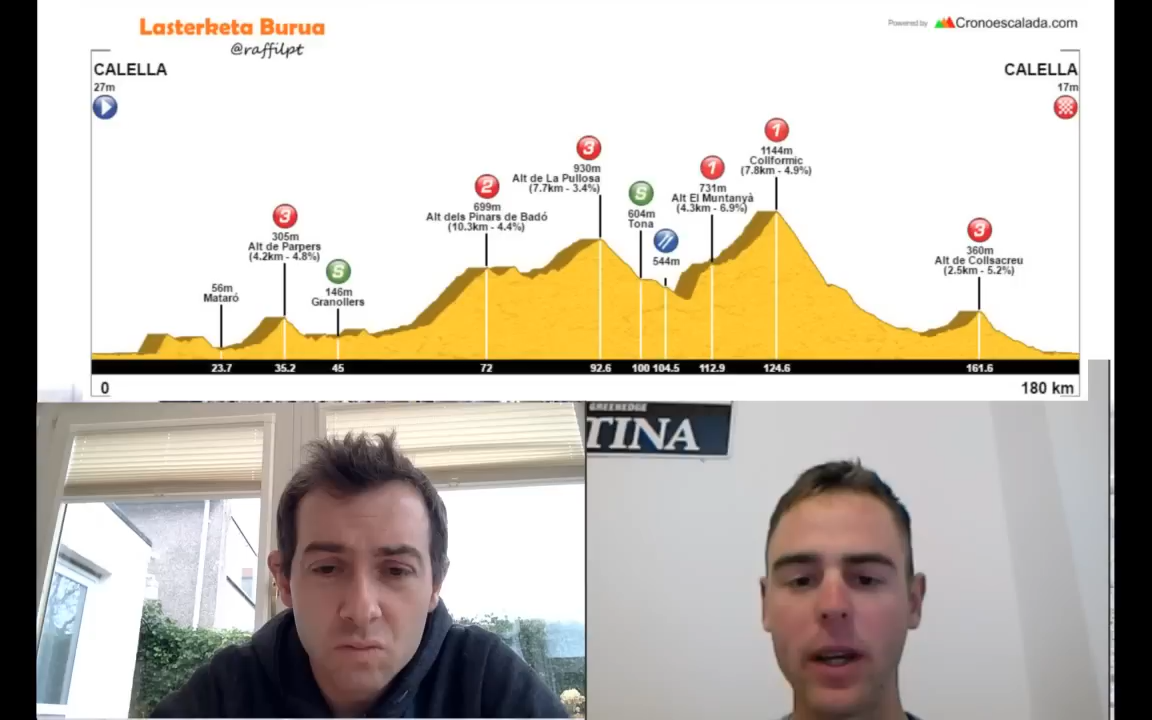 Lasterketa Burua
@raffilpt
Powered by Cronoescalada.com
CALELLA
27m
CALELLA
17m
1
1144m
Collformic
(7.8km - 4.9%)
3
930m
Alt de La Pullosa
(7.7km - 3.4%)
1
731m
Alt El Muntanyà
(4.3km - 6.9%)
2
699m
Alt dels Pinars de Badó
(10.3km - 4.4%)
S
604m
Tona
3
305m
Alt de Parpers
(4.2km - 4.8%)
544m
3
360m
Alt de Collsacreu
(2.5km - 5.2%)
S
146m
Granollers
56m
Mataró
23.7 35.2 45 72 92.6 100 104.5 112.9 124.6 161.6
0
180 km
GREENEDGE
TINA